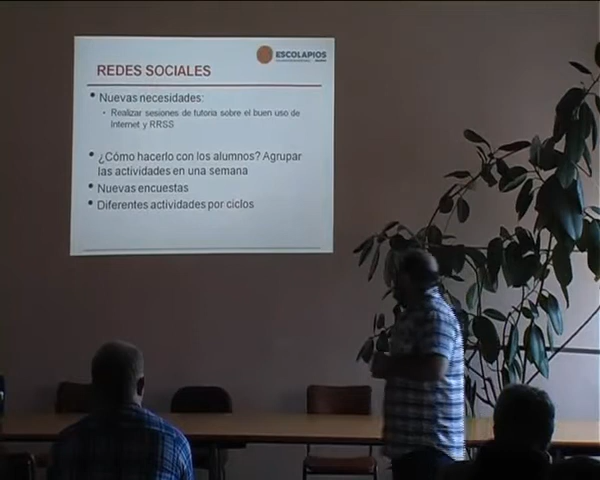 ESCOLAPIOS
REDES SOCIALES
• Nuevas necesidades:
• Realizar sesiones de tutoria sobre el buen uso de
Internet y RRSS
• ¿Cómo hacerlo con los alumnos? Agrupar
las actividades en una semana
• Nuevas encuestas
• Diferentes actividades por ciclos